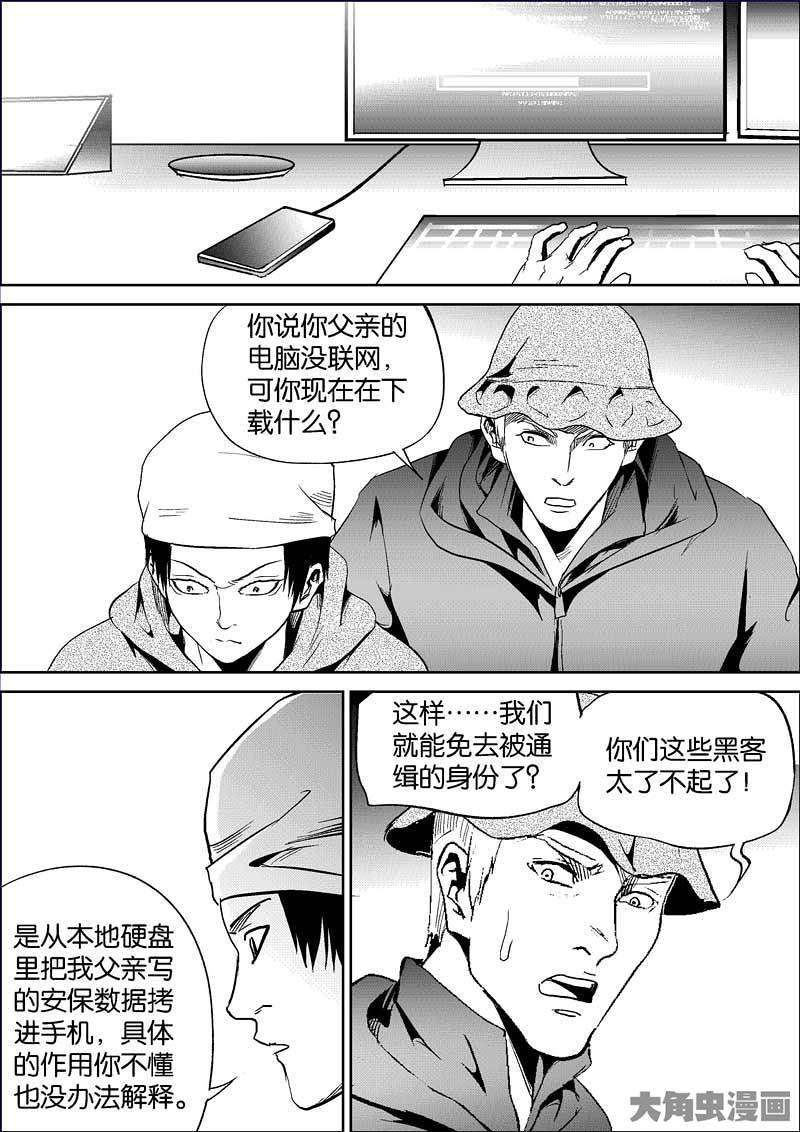 你说你父亲的
电脑没联网，
可你现在在下
载什么？
是从本地硬盘
里把我父亲写
的安保数据拷
进手机，具体
的作用你不懂
也没办法解释。
这样……我们
就能免去被通
缉的身份了？
你们这些黑客
太了不起了！
大角虫漫画